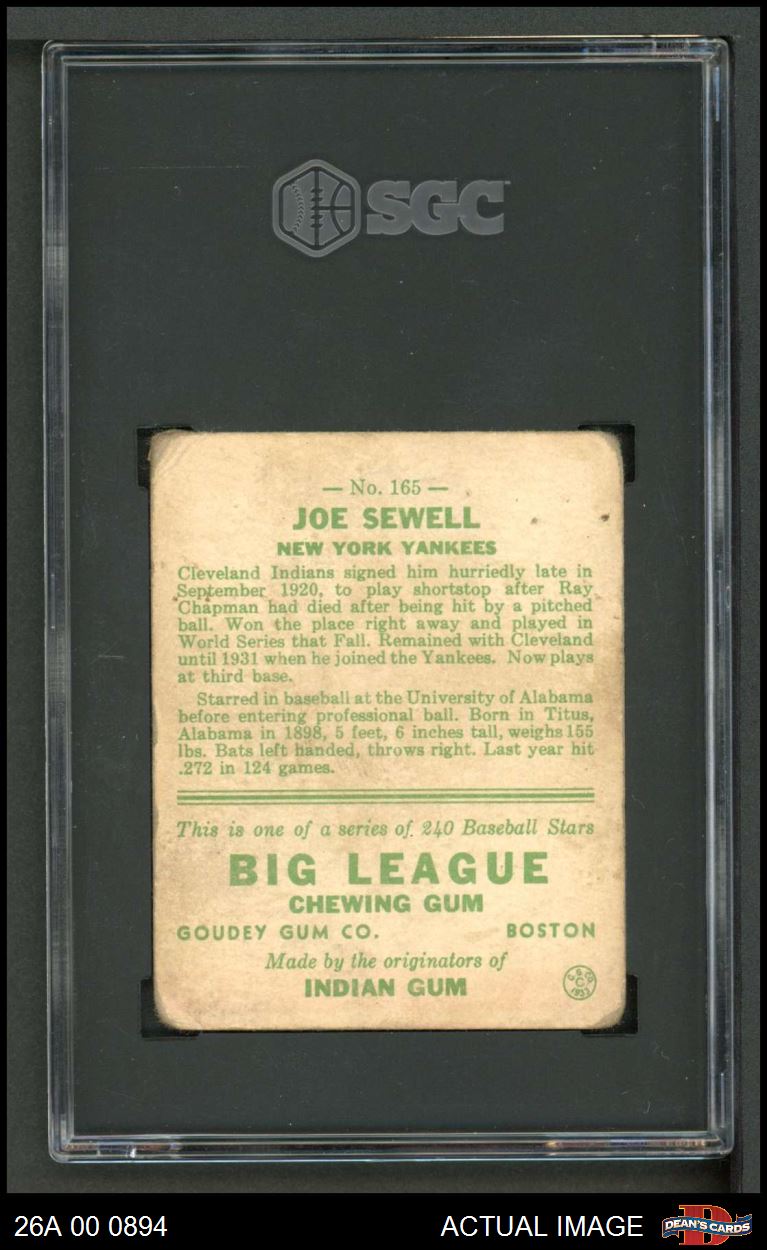 SGC
— No. 165 —
JOE SEWELL
NEW YORK YANKEES
Cleveland Indians signed him hurriedly late in
September 1920, to play shortstop after Ray
Chapman had died after being hit by a pitched
ball. Won the place right away and played in
World Series that Fall. Remained with Cleveland
until 1931 when he joined the Yankees. Now plays
at third base.
Starred in baseball at the University of Alabama
before entering professional ball. Born in Titus,
Alabama in 1898, 5 feet, 6 inches tall, weighs 155
lbs. Bats left handed, throws right. Last year hit
.272 in 124 games.
This is one of a series of 240 Baseball Stars
BIG LEAGUE
CHEWING GUM
GOUDEY GUM CO. BOSTON
Made by the originators of
INDIAN GUM
G. G. CO.
C
1933
26A 00 0894 ACTUAL IMAGE DEAN'S CARDS